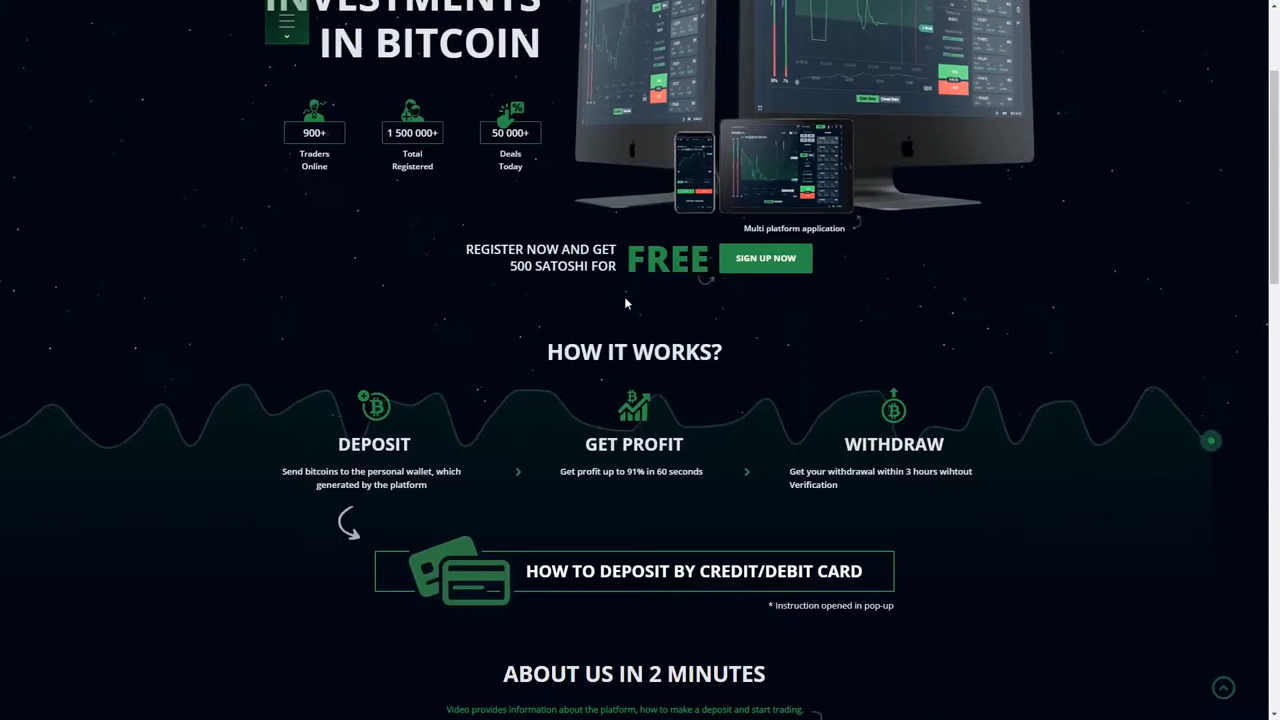 INVESTMENTS
IN BITCOIN
900+
1 500 000+
50 000+
Traders
Online
Total
Registered
Deals
Today
Multi platform application
REGISTER NOW AND GET
500 SATOSHI FOR
FREE
SIGN UP NOW
HOW IT WORKS?
DEPOSIT
GET PROFIT
WITHDRAW
Send bitcoins to the personal wallet, which
generated by the platform
Get profit up to 91% in 60 seconds
Get your withdrawal within 3 hours wihtout
Verification
HOW TO DEPOSIT BY CREDIT/DEBIT CARD
* Instruction opened in pop-up
ABOUT US IN 2 MINUTES
Video provides information about the platform, how to make a deposit and start trading.